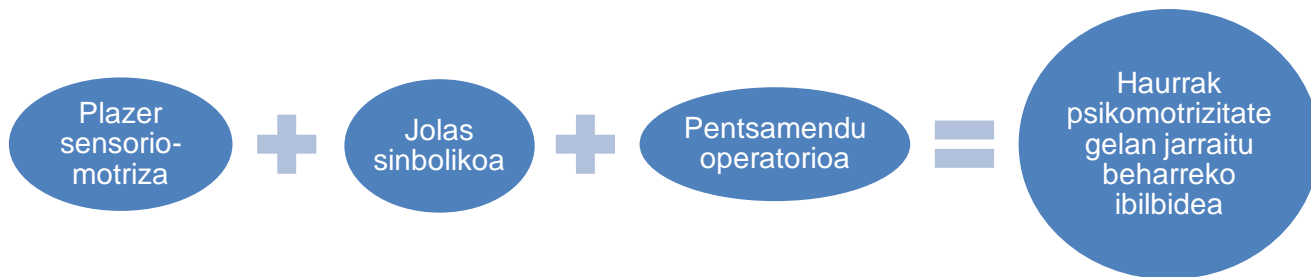 Plazer
sensorio-
motriza
Jolas
sinbolikoa
Pentsamendu
operatorioa
Haurrak
psikomotrizitate
gelan jarraitu
beharreko
ibilbidea